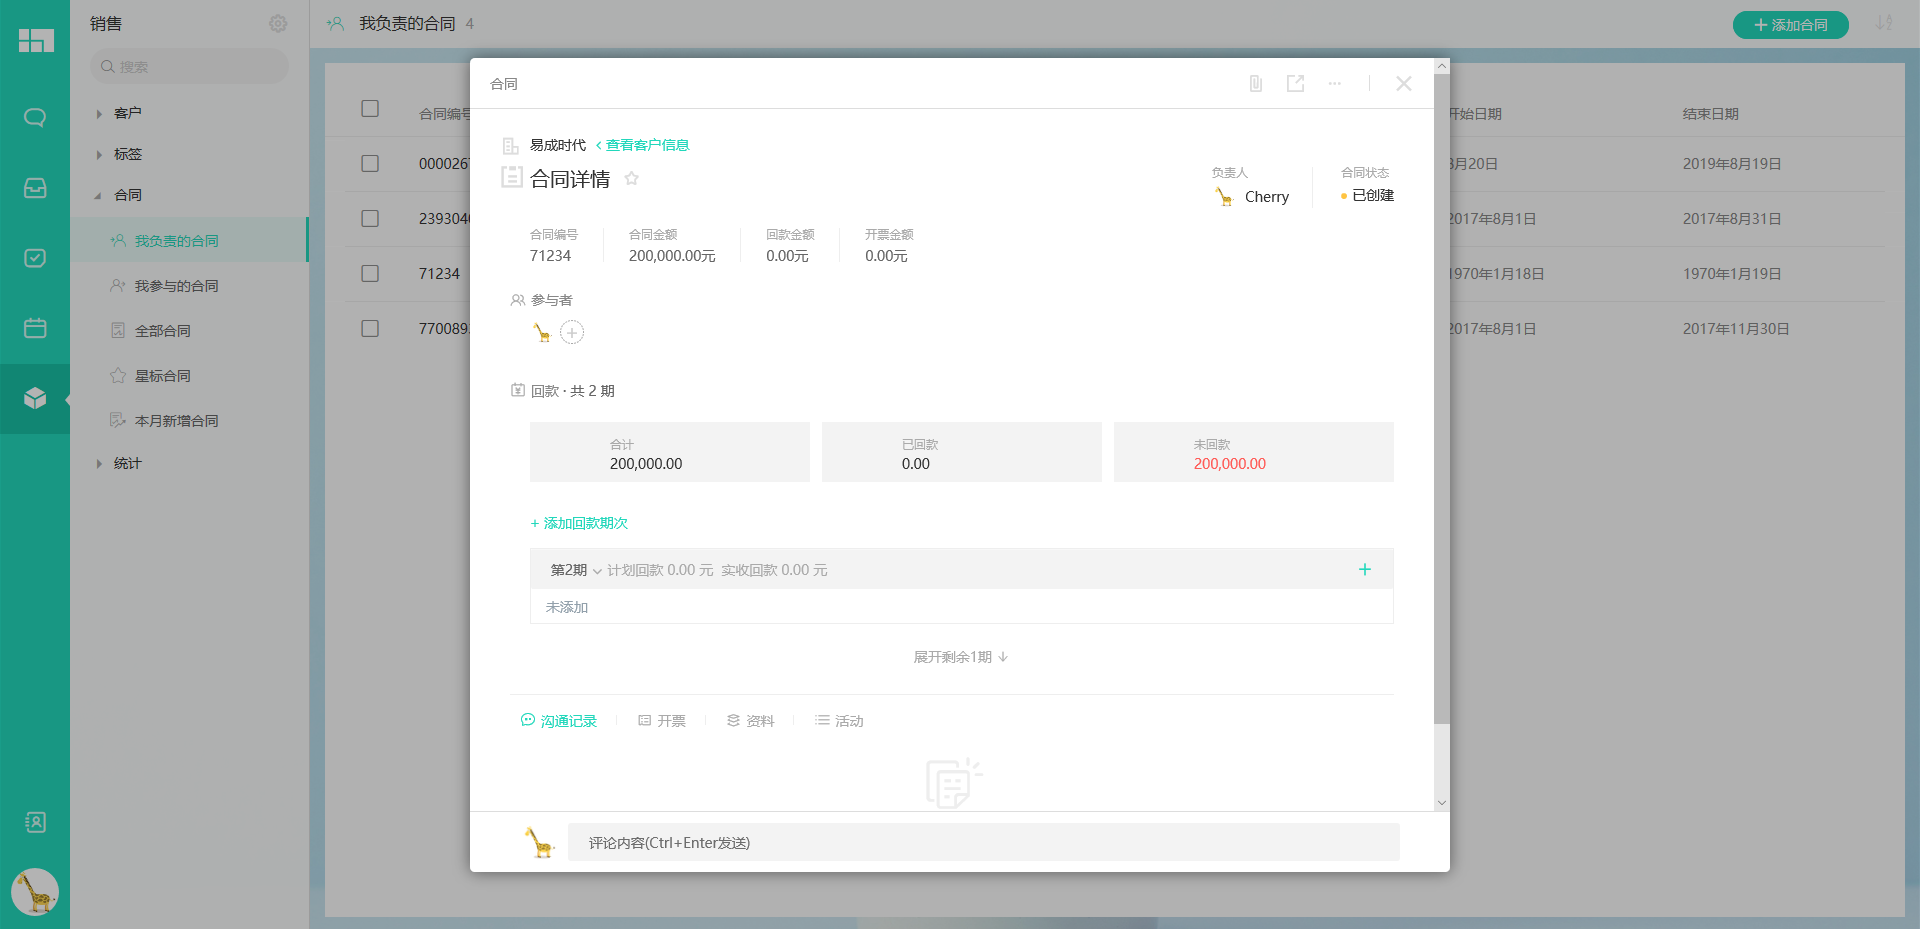 销售
搜索
客户
标签
合同
我负责的合同
我参与的合同
全部合同
星标合同
本月新增合同
统计
我负责的合同 4
添加合同
合同编号
开始日期 结束日期
8月20日 2019年8月19日
2393040
2017年8月1日 2017年8月31日
71234
1970年1月18日 1970年1月19日
2017年8月1日 2017年11月30日
合同
易成时代 查看客户信息
合同详情
负责人
Cherry
合同状态
已创建
合同编号 合同金额 回款金额 开票金额
71234 200,000.00元 0.00元 0.00元
参与者
回款 · 共 2 期
合计 已回款 未回款
200,000.00 0.00 200,000.00
+ 添加回款期次
第2期 计划回款 0.00 元 实收回款 0.00 元
未添加
展开剩余1期
沟通记录 开票 资料 活动
评论内容(Ctrl+Enter发送)